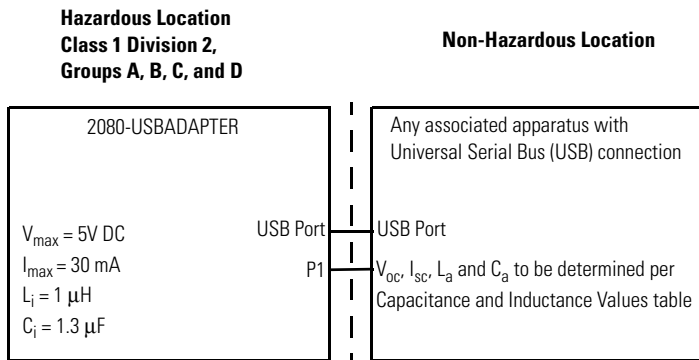 Hazardous Location
Class 1 Division 2,
Groups A, B, C, and D
Non-Hazardous Location
2080-USBADAPTER
Vmax = 5V DC
Imax = 30 mA
Li = 1 μH
Ci = 1.3 μF
USB Port
P1
Any associated apparatus with
Universal Serial Bus (USB) connection
USB Port
Voc, Isc, La and Ca to be determined per
Capacitance and Inductance Values table